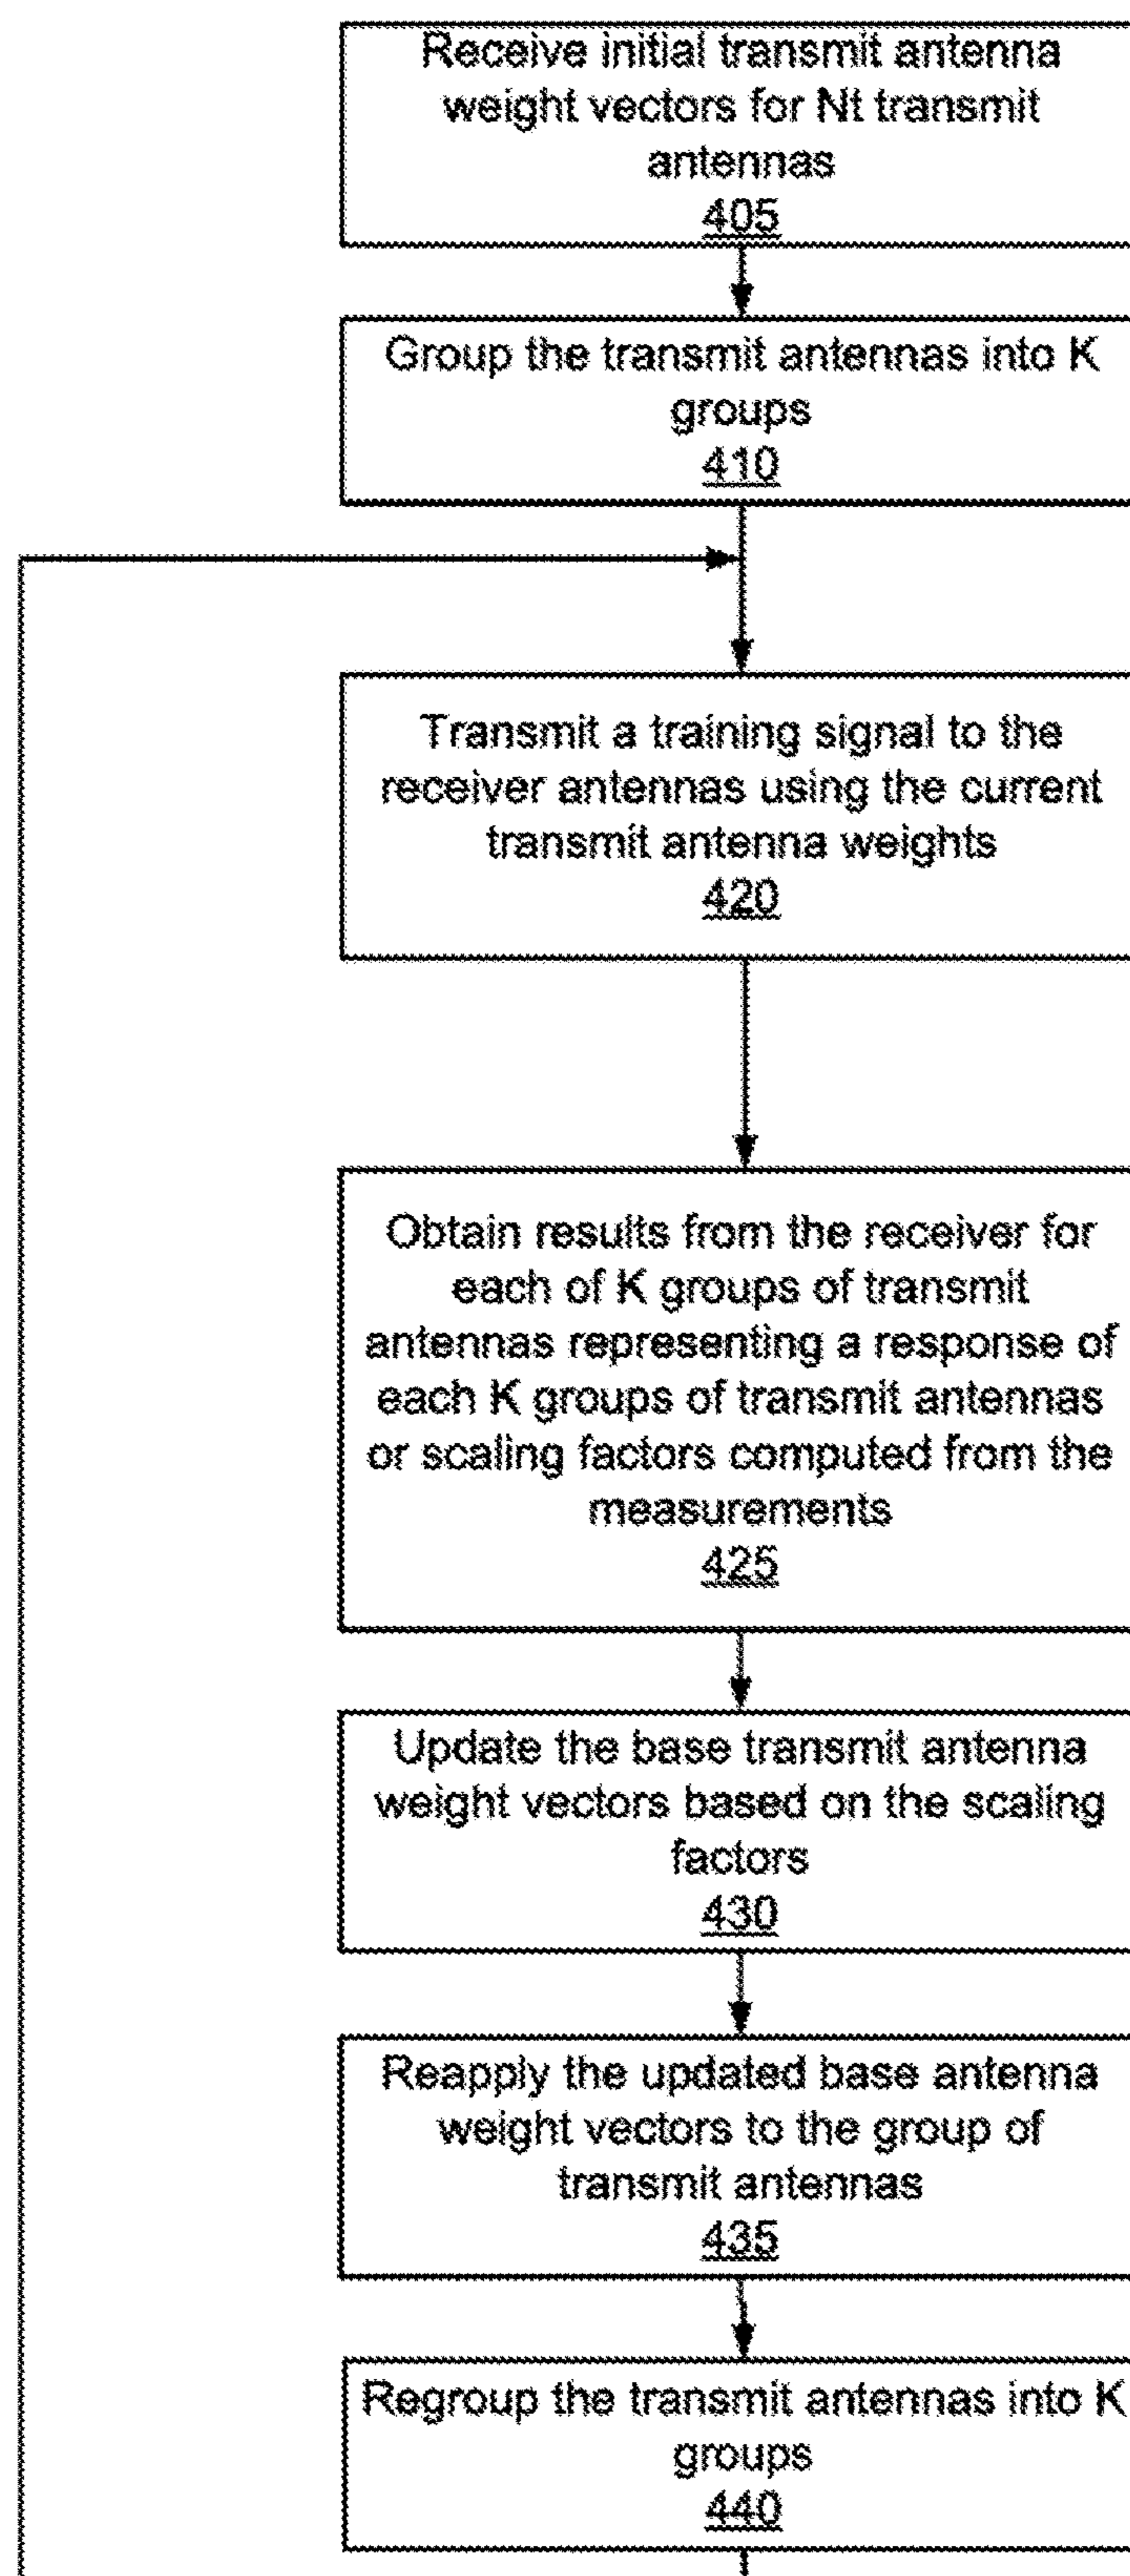 Receive initial transmit antenna
weight vectors for Nt transmit
antennas
405
Group the transmit antennas into K
groups
410
Transmit a training signal to the
receiver antennas using the current
transmit antenna weights
420
Obtain results from the receiver for
each of K groups of transmit
antennas representing a response of
each K groups of transmit antennas
or scaling factors computed from the
measurements
425
Update the base transmit antenna
weight vectors based on the scaling
factors
430
Reapply the updated base antenna
weight vectors to the group of
transmit antennas
435
Regroup the transmit antennas into K
groups
440